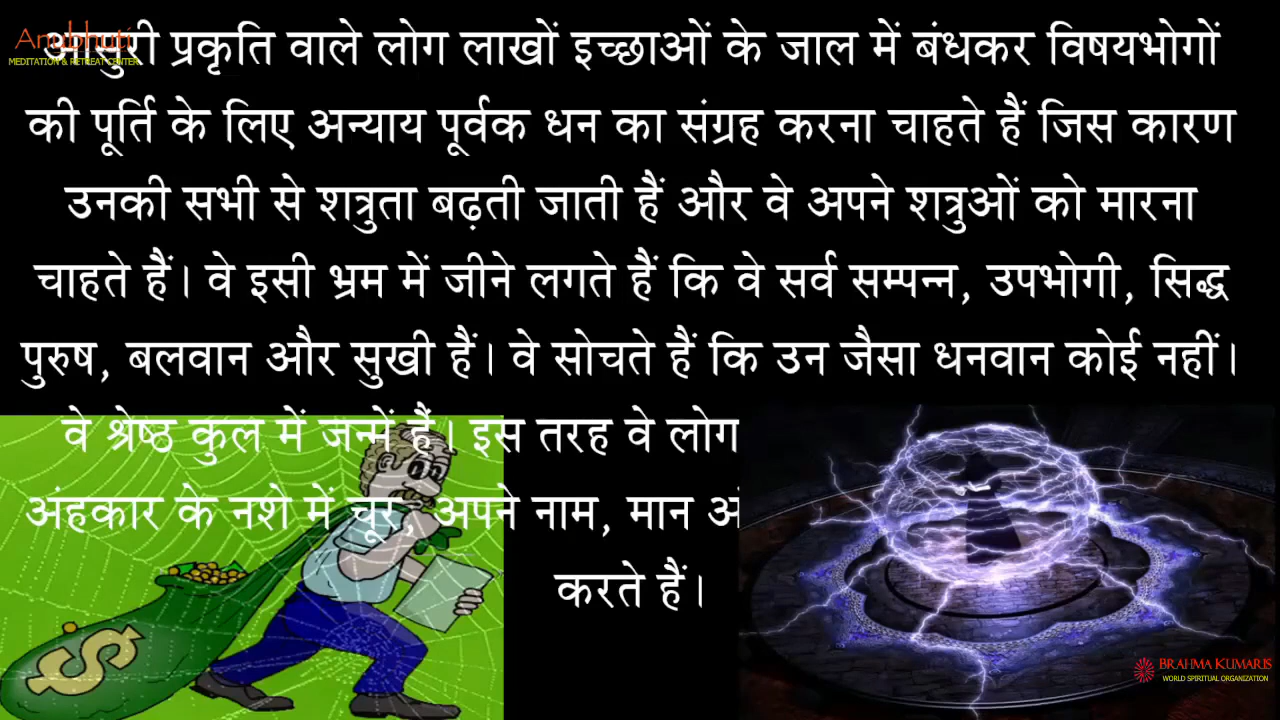 Anubhuti
MEDITATION & RETREAT CENTER
प्रकृति वाले लोग लाखों इच्छाओं के जाल में बंधकर विषयभोगों
की पूर्ति के लिए अन्याय पूर्वक धन का संग्रह करना चाहते हैं जिस कारण
उनकी सभी से शत्रुता बढ़ती जाती हैं और वे अपने शत्रुओं को मारना
चाहते हैं। वे इसी भ्रम में जीने लगते हैं कि वे सर्व सम्पन्न, उपभोगी, सिद्ध
पुरुष, बलवान और सुखी हैं। वे सोचते हैं कि उन जैसा धनवान कोई नहीं।
वे श्रेष्ठ कुल में जन्में हैं। इस तरह वे लोग
अंहकार के नशे में चूर, अपने नाम, मान
करते हैं।
BRAHMA KUMARIS
WORLD SPIRITUAL ORGANIZATION